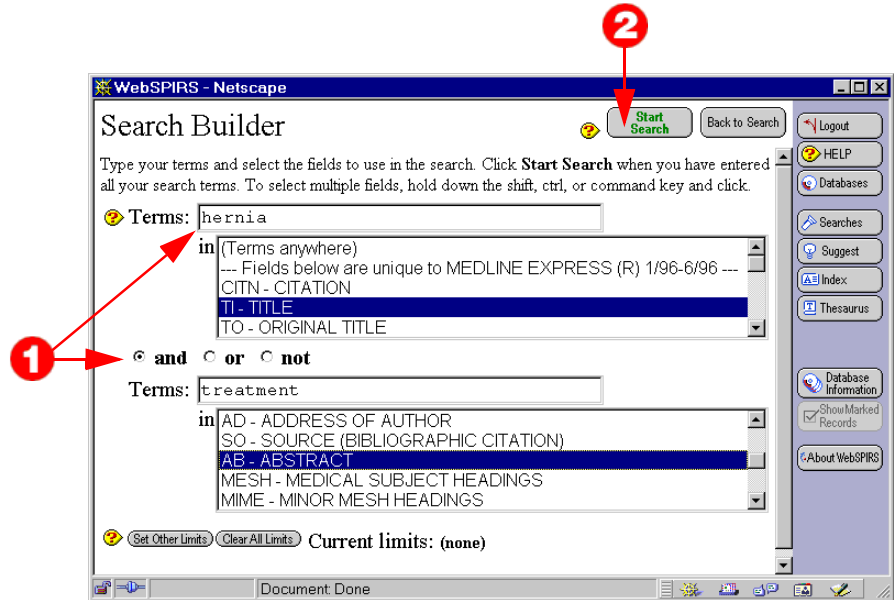 2
WebSPIRS - Netscape
Search Builder
Start Search
Back to Search
Type your terms and select the fields to use in the search. Click Start Search when you have entered
all your search terms. To select multiple fields, hold down the shift, ctrl, or command key and click.
Terms: hernia
in (Terms anywhere)
--- Fields below are unique to MEDLINE EXPRESS (R) 1/96-6/96 ---
CITN - CITATION
TI - TITLE
TO - ORIGINAL TITLE
1
and or not
Terms: treatment
in AD - ADDRESS OF AUTHOR
SO - SOURCE (BIBLIOGRAPHIC CITATION)
AB - ABSTRACT
MESH - MEDICAL SUBJECT HEADINGS
MIME - MINOR MESH HEADINGS
Set Other Limits Clear All Limits Current limits: (none)
Logout
HELP
Databases
Searches
Suggest
Index
Thesaurus
Database
Information
Show Marked
Records
About WebSPIRS
Document: Done